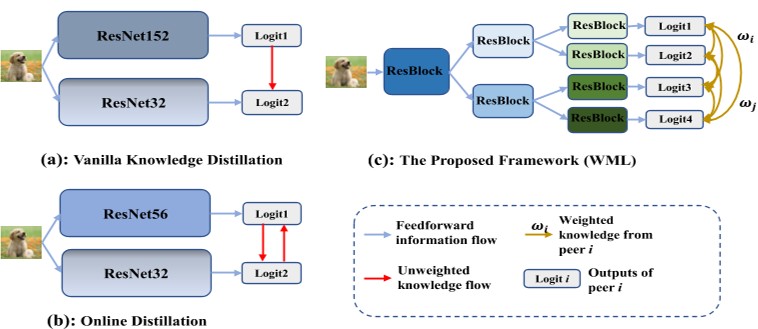 ResNet152
Logit1
ResNet32
Logit2
(a): Vanilla Knowledge Distillation
ResNet56
Logit1
ResNet32
Logit2
(b): Online Distillation
ResBlock
ResBlock
ResBlock
ResBlock
ResBlock
ResBlock
ResBlock
Logit1
Logit2
Logit3
Logit4
ω_i
ω_j
(c): The Proposed Framework (WML)
Feedforward
information flow
Unweighted
knowledge flow
ω_i
Weighted
knowledge from
peer i
Logit i
Outputs of
peer i